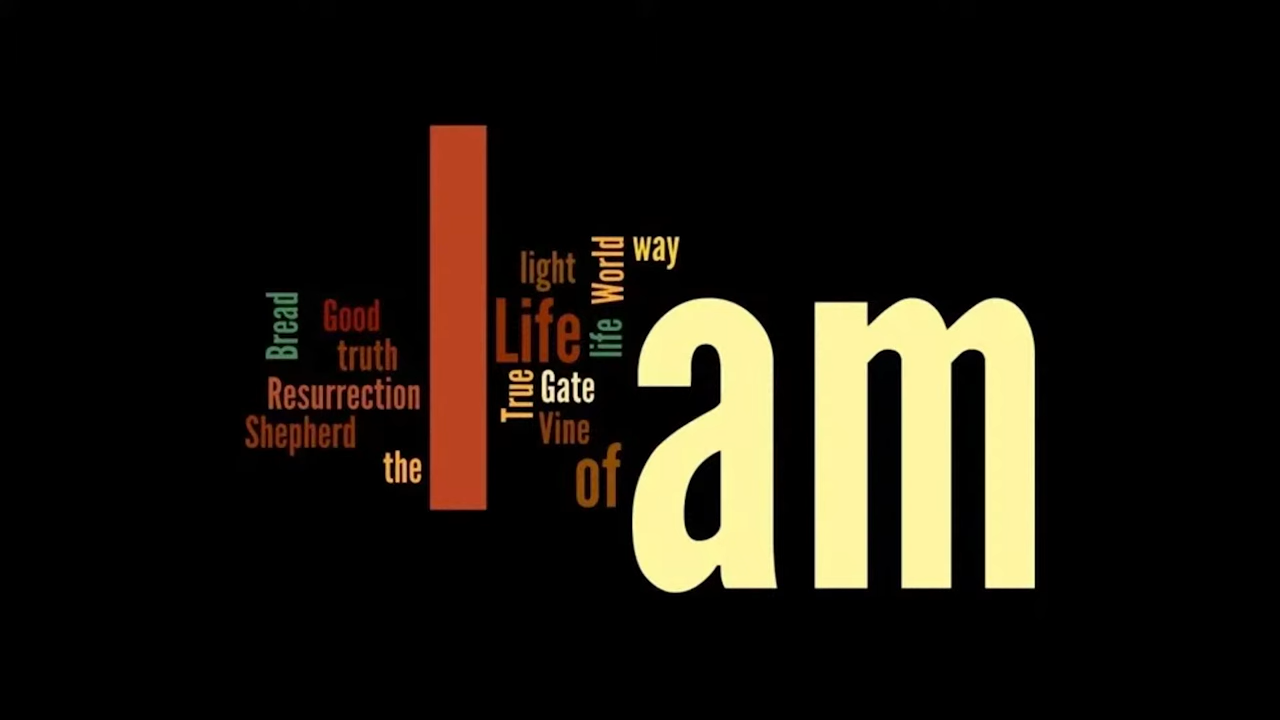 I am
Bread
Good
truth
Resurrection
Shepherd
the
light
World
way
Life
life
True
Gate
Vine
of